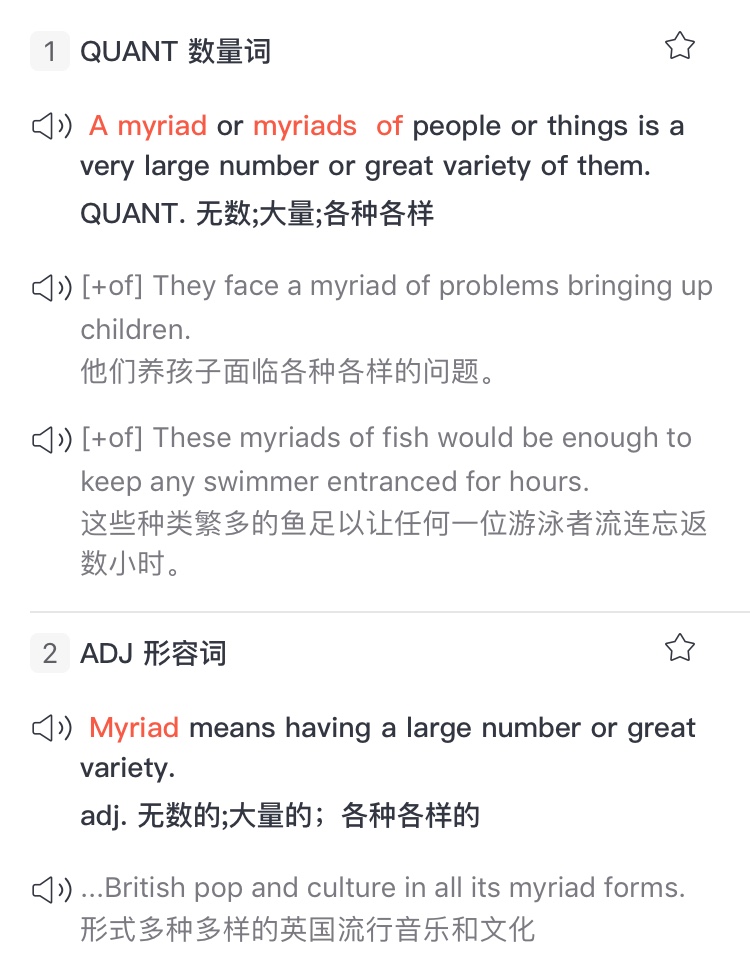 1 QUANT 数量词
A myriad or myriads of people or things is a
very large number or great variety of them.
QUANT. 无数;大量;各种各样
[+of] They face a myriad of problems bringing up
children.
他们养孩子面临各种各样的问题。
[+of] These myriads of fish would be enough to
keep any swimmer entranced for hours.
这些种类繁多的鱼足以让任何一位游泳者流连忘返
数小时。
2 ADJ 形容词
Myriad means having a large number or great
variety.
adj. 无数的;大量的；各种各样的
...British pop and culture in all its myriad forms.
形式多种多样的英国流行音乐和文化